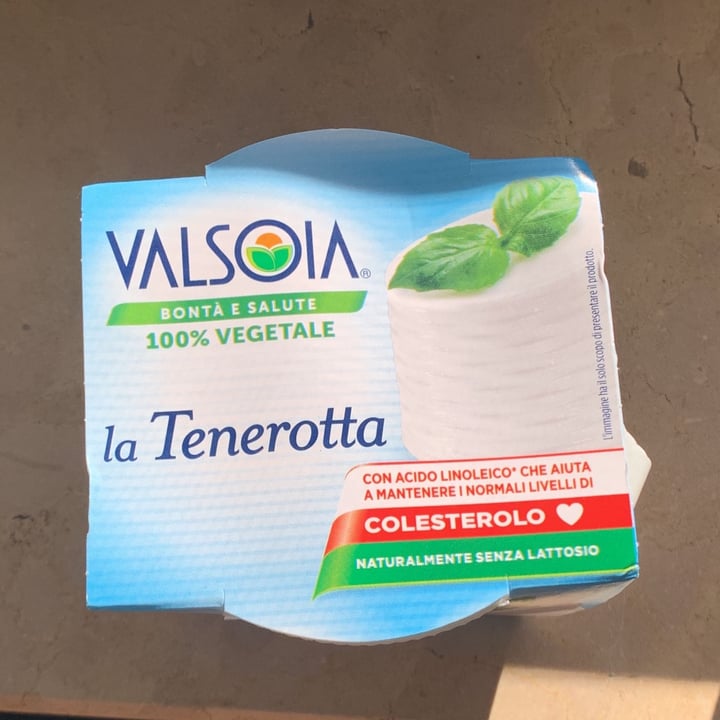 VALSOIA®
BONTÀ E SALUTE
100% VEGETALE
la Tenerotta
CON ACIDO LINOLEICO* CHE AIUTA
A MANTENERE I NORMALI LIVELLI DI
COLESTEROLO
NATURALMENTE SENZA LATTOSIO
L'immagine ha il solo scopo di presentare il prodotto.